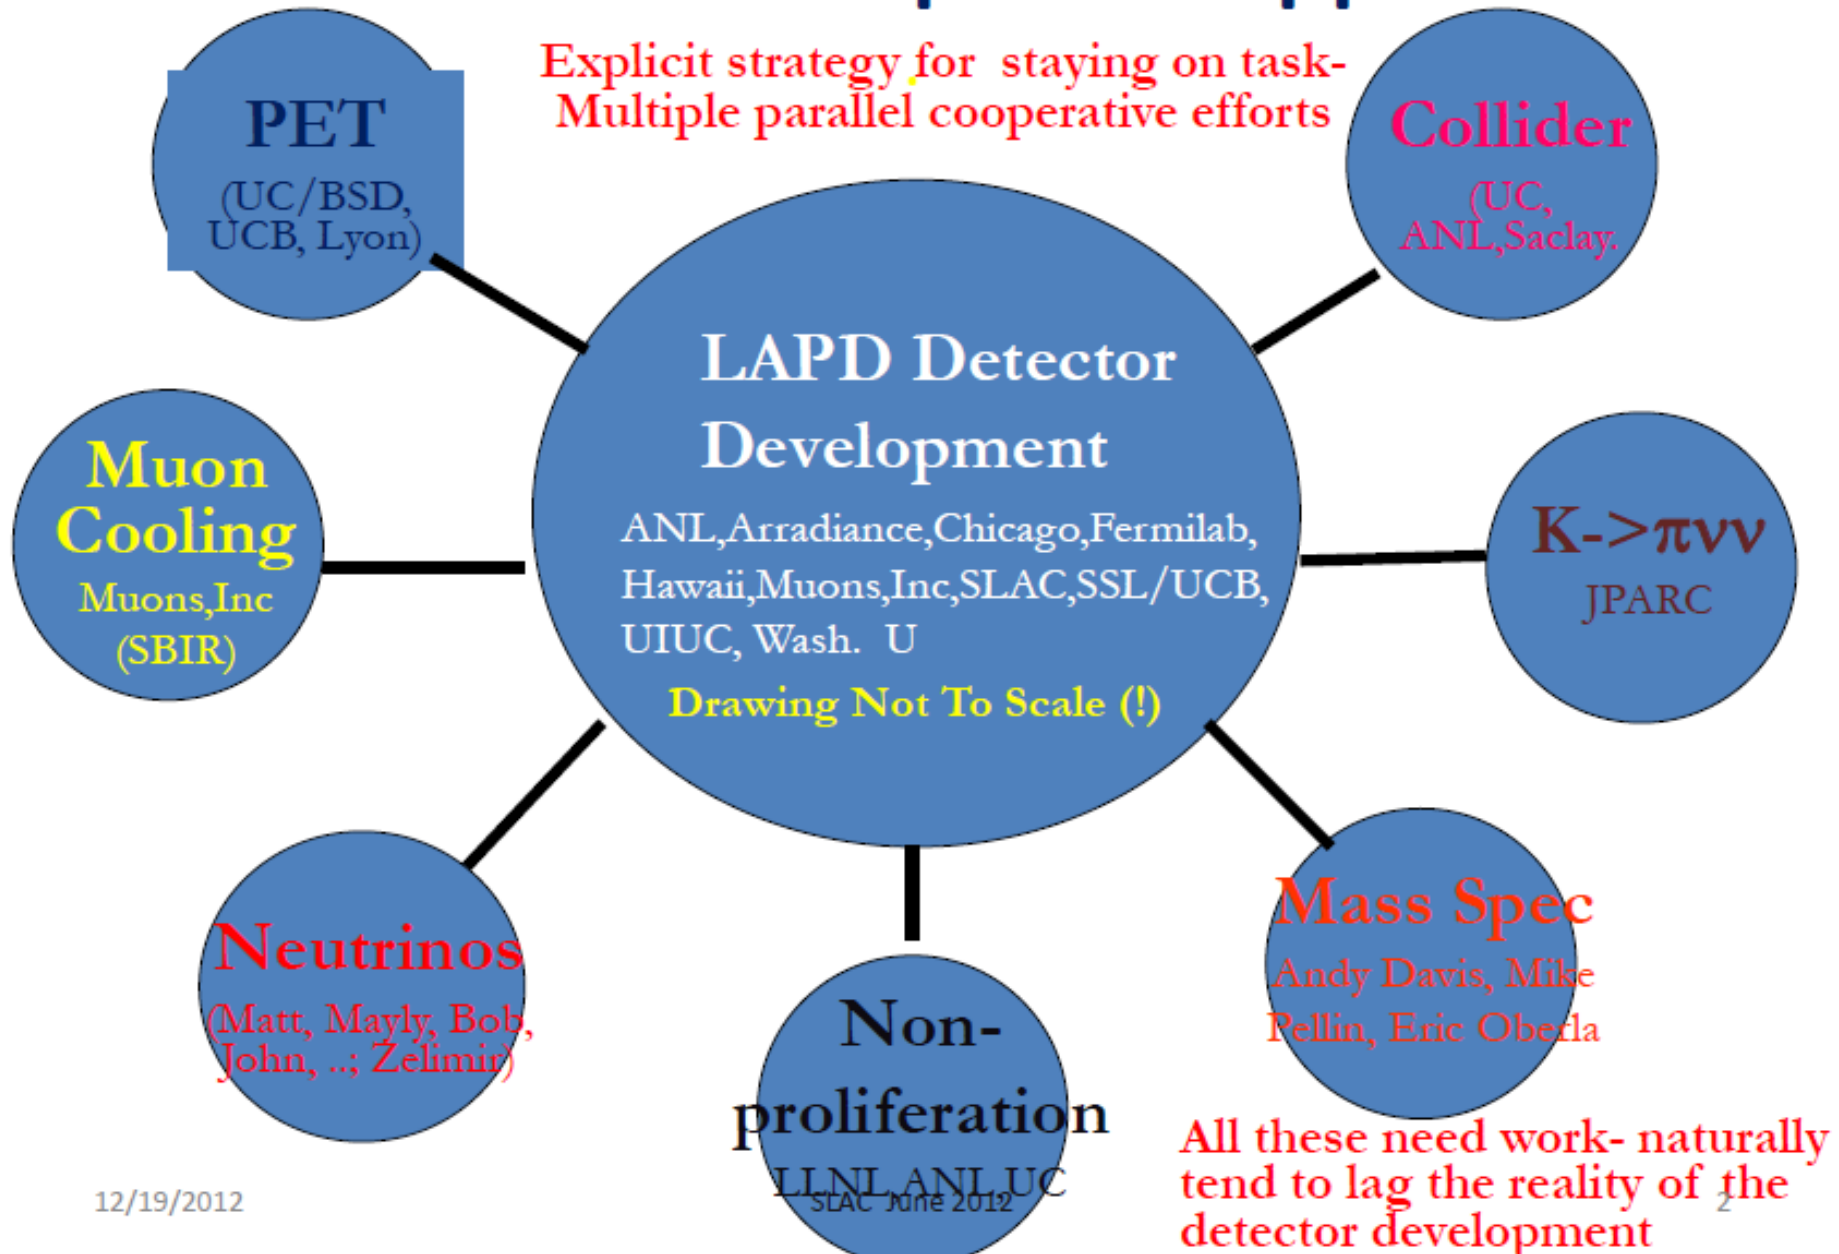 Explicit strategy for staying on task-
Multiple parallel cooperative efforts
PET
(UC/BSD,
UCB, Lyon)
Collider
(UC,
ANL,Saclay.
LAPD Detector
Development
ANL,Arradiance,Chicago,Fermilab,
Hawaii,Muons,Inc,SLAC,SSL/UCB,
UIUC, Wash. U
Drawing Not To Scale (!)
Muon
Cooling
Muons,Inc
(SBIR)
K->πνν
JPARC
Neutrinos
(Matt, Mayly, Bob,
John, ..; Zelimir)
Non-
proliferation
LLNL,ANL,UC
Mass Spec
Andy Davis, Mike
Pellin, Eric Oberla
All these need work- naturally
tend to lag the reality of the
detector development
12/19/2012
SLAC June 2012
2